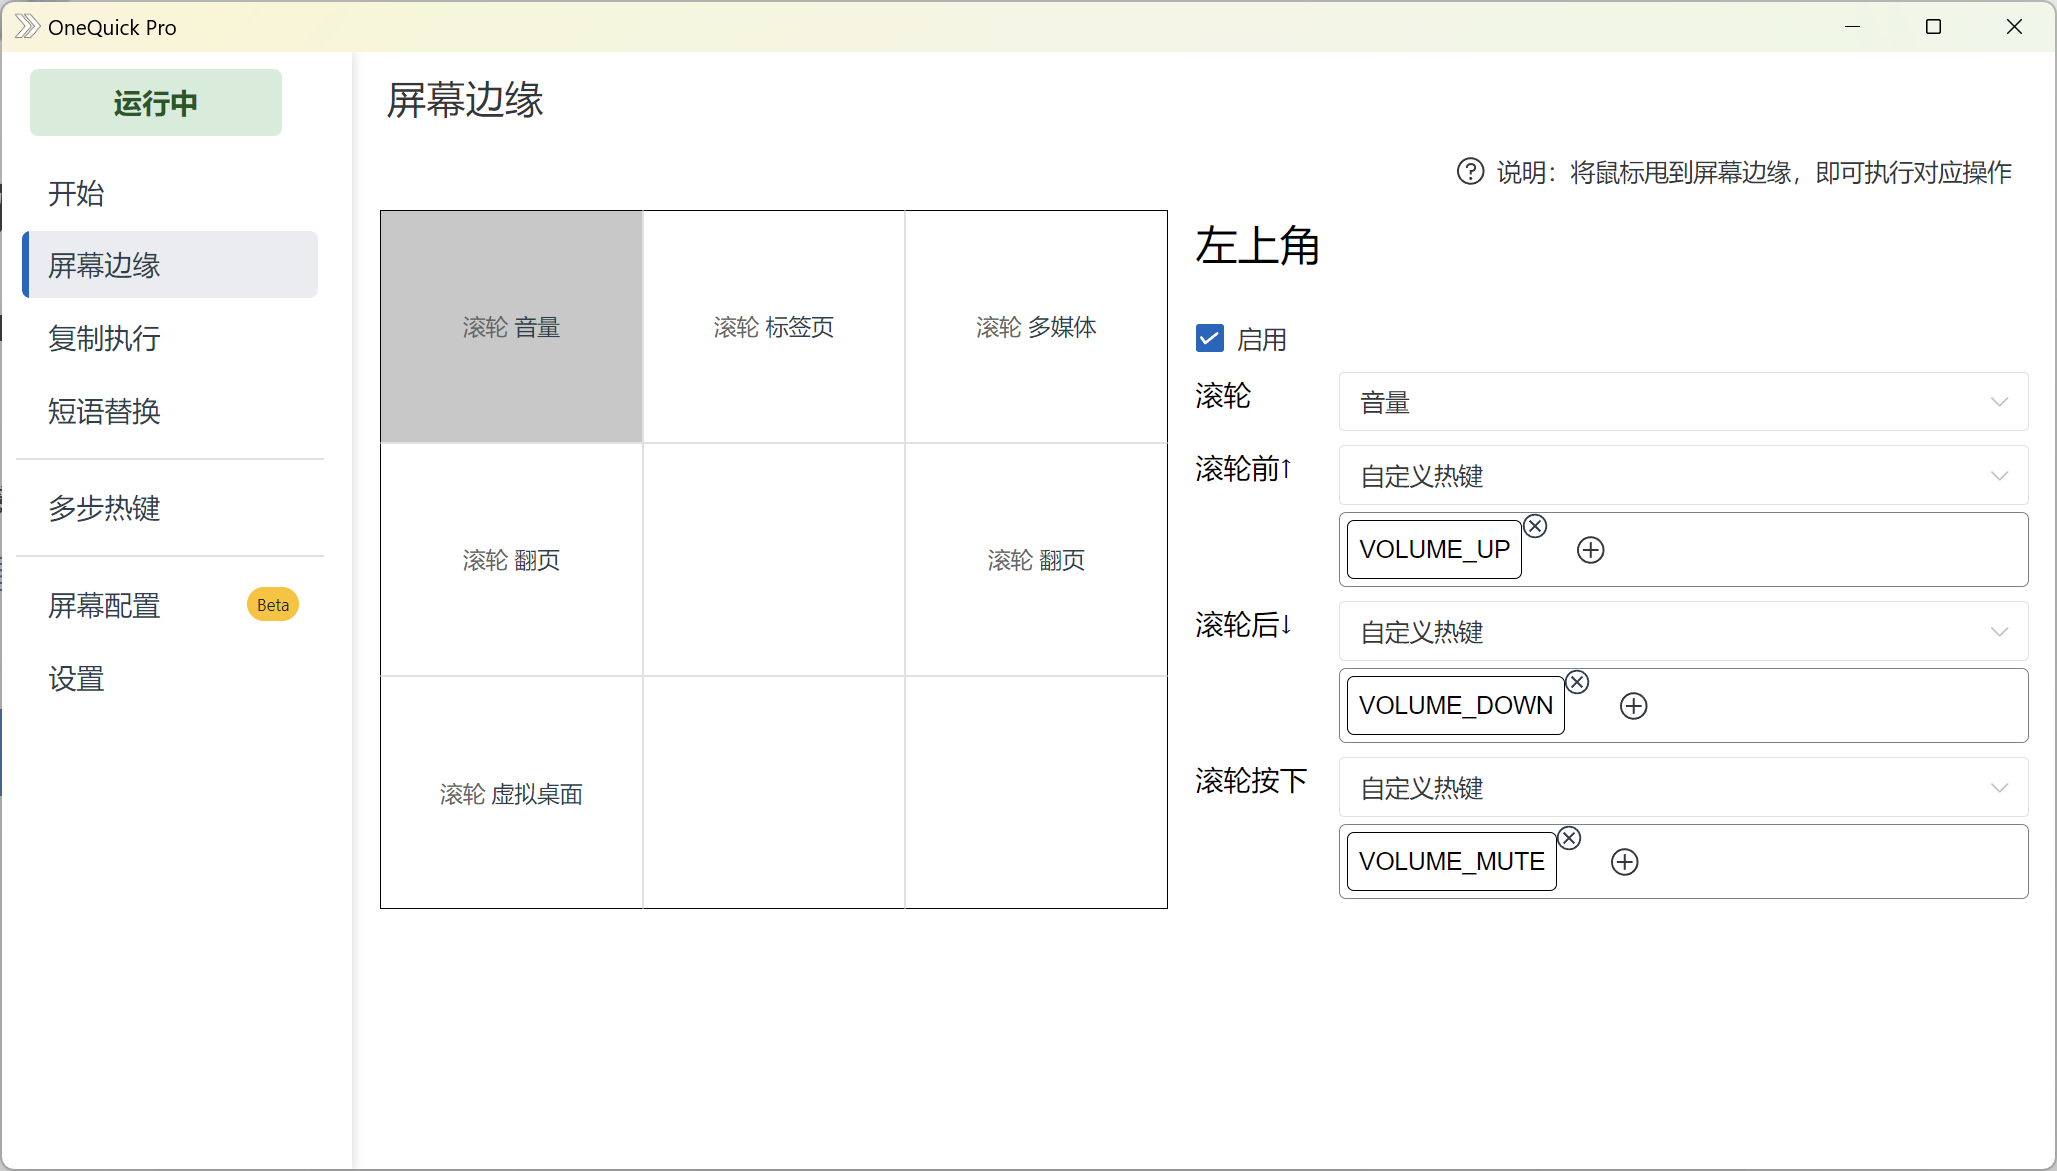 OneQuick Pro
运行中
开始
屏幕边缘
复制执行
短语替换
多步热键
屏幕配置 Beta
设置
屏幕边缘
说明：将鼠标甩到屏幕边缘，即可执行对应操作
滚轮 音量
滚轮 标签页
滚轮 多媒体
滚轮 翻页
滚轮 翻页
滚轮 虚拟桌面
左上角
启用
滚轮 音量
滚轮前↑ 自定义热键
VOLUME_UP
滚轮后↓ 自定义热键
VOLUME_DOWN
滚轮按下 自定义热键
VOLUME_MUTE